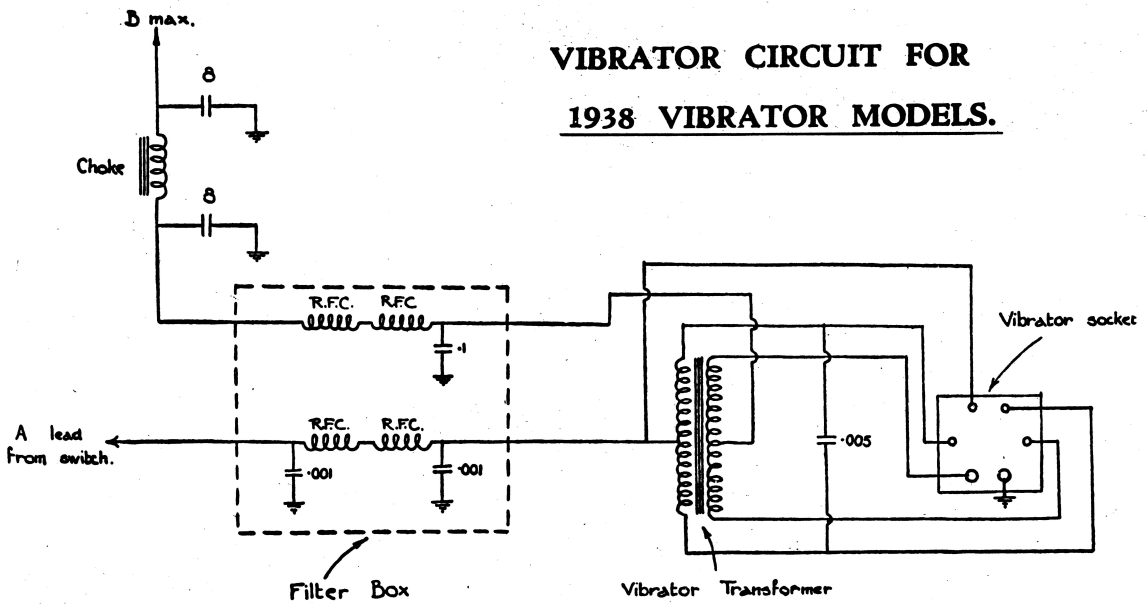 B max.
VIBRATOR CIRCUIT FOR
1938 VIBRATOR MODELS.
8
Choke
8
R.F.C. R.F.C
Vibrator socket
.1
A lead
from switch.
R.F.C. R.F.C.
.005
.001 .001
Filter Box
Vibrator Transformer